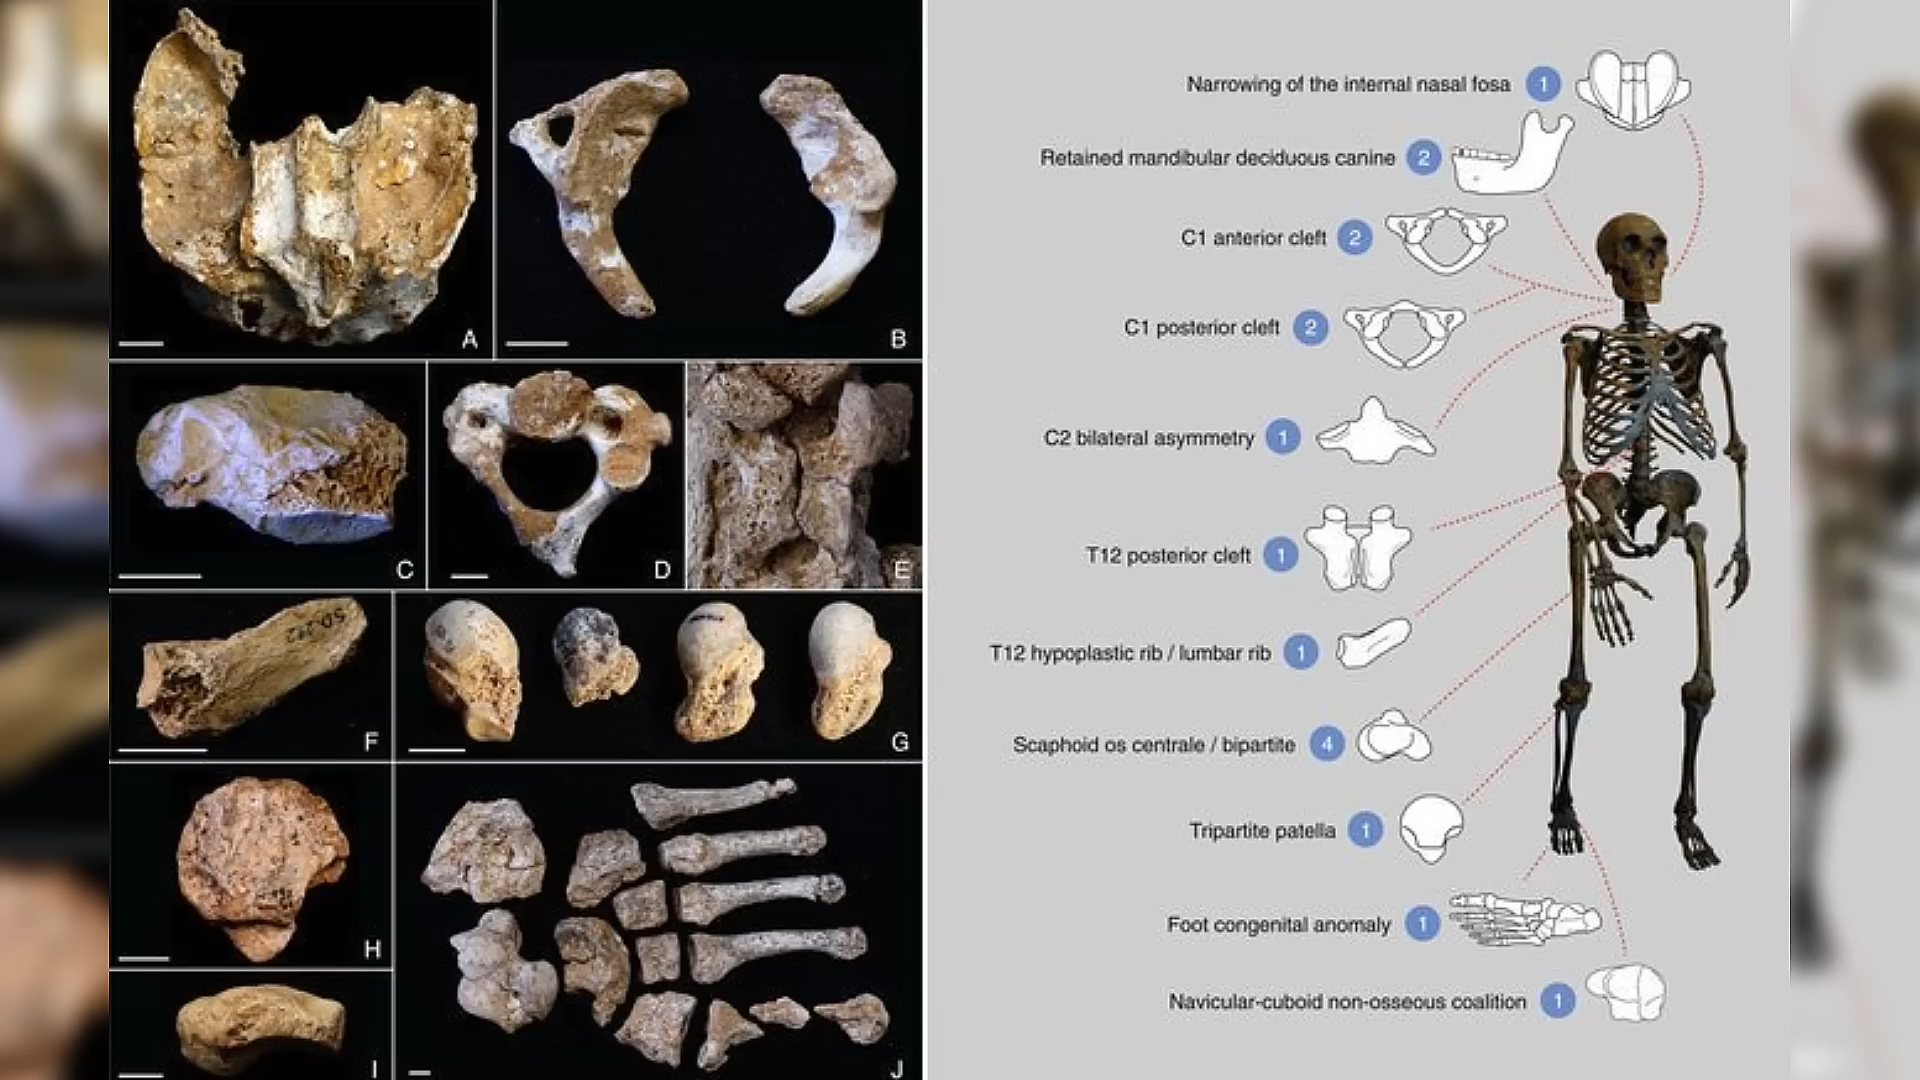 A
B
C
D
E
SD-292
F
G
H
I
J
Narrowing of the internal nasal fosa 1
Retained mandibular deciduous canine 2
C1 anterior cleft 2
C1 posterior cleft 2
C2 bilateral asymmetry 1
T12 posterior cleft 1
T12 hypoplastic rib / lumbar rib 1
Scaphoid os centrale / bipartite 4
Tripartite patella 1
Foot congenital anomaly 1
Navicular-cuboid non-osseous coalition 1